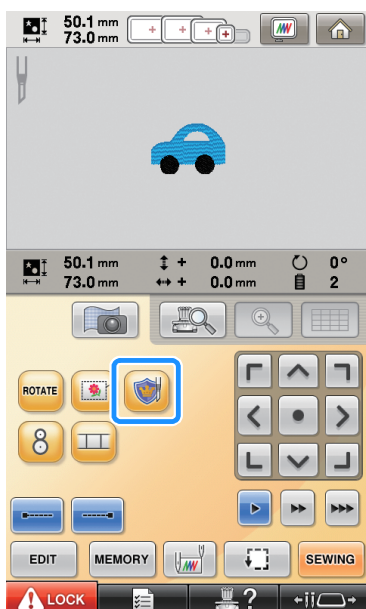 50.1 mm
73.0 mm
50.1 mm + 0.0 mm 0°
73.0 mm + 0.0 mm 2
ROTATE
8
EDIT MEMORY SEWING
LOCK ?